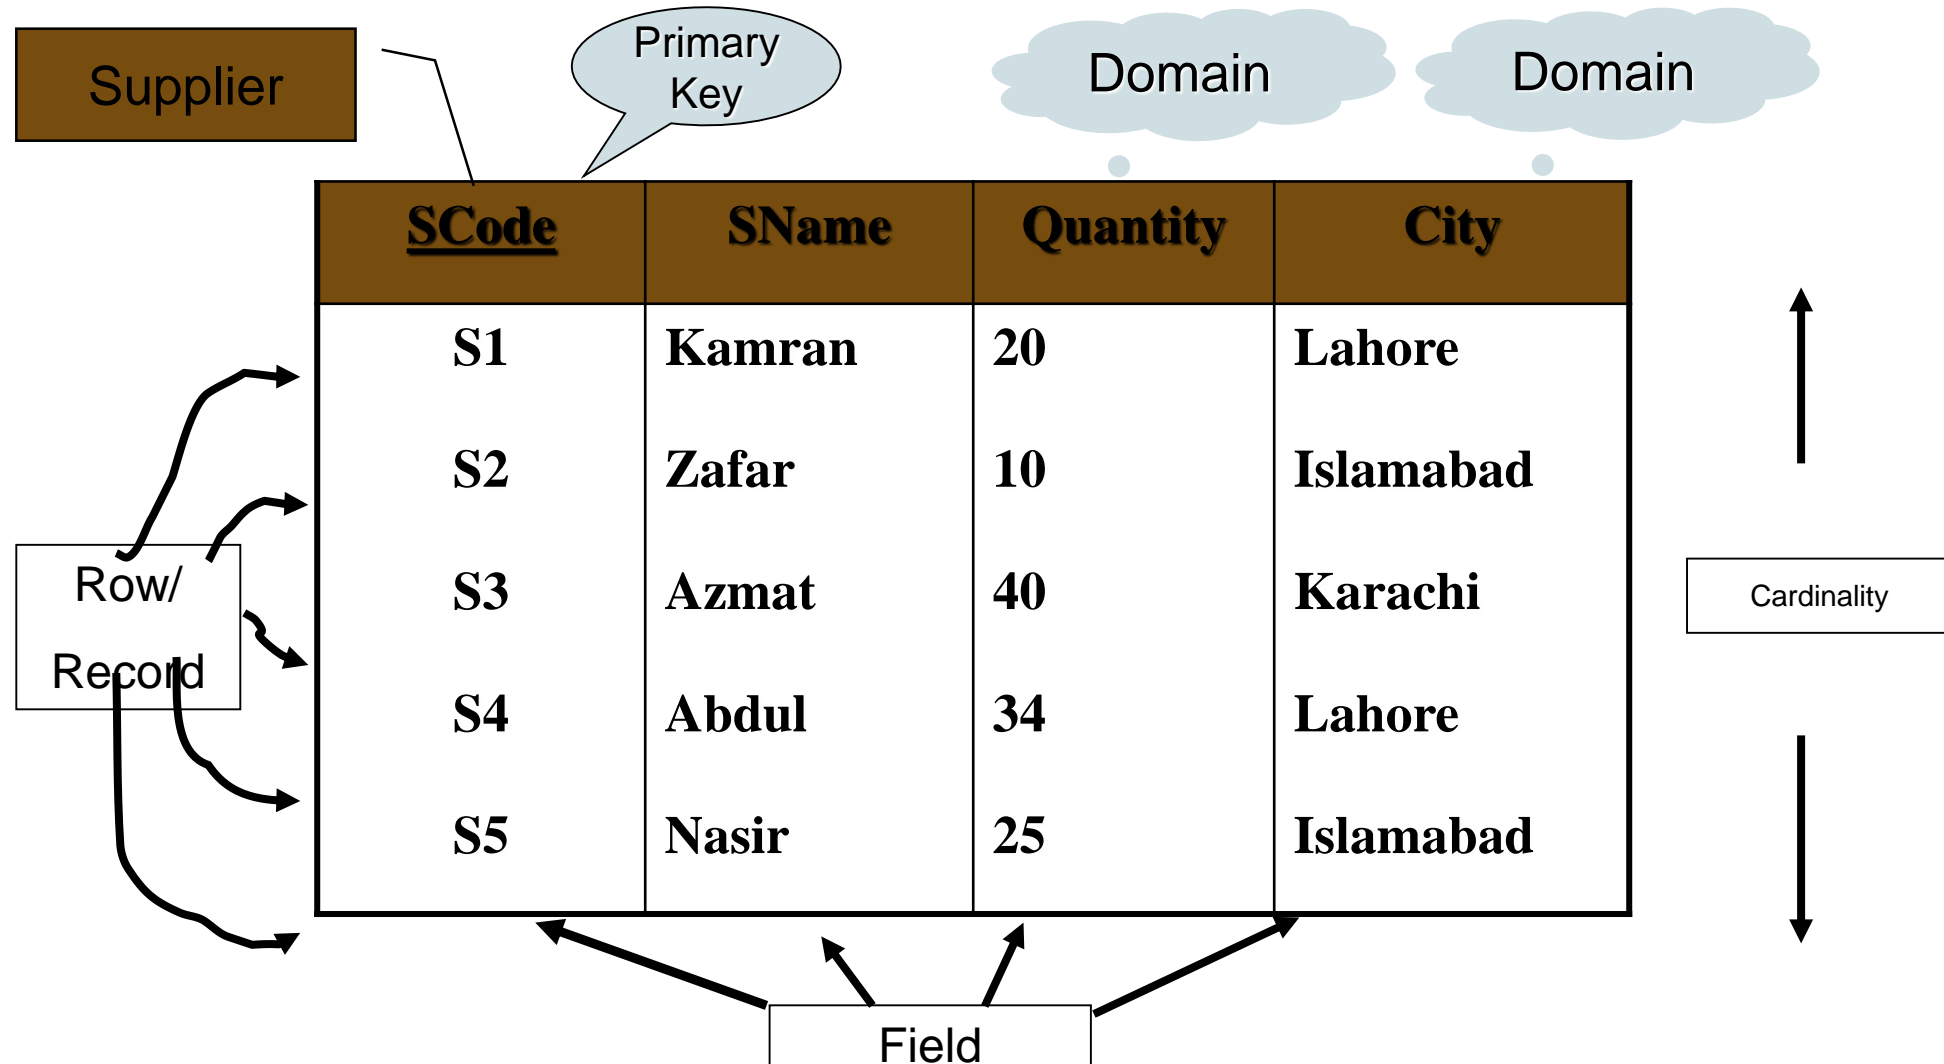 Supplier
Primary
Key
Domain
Domain
SCode SName Quantity City
S1 Kamran 20 Lahore
S2 Zafar 10 Islamabad
S3 Azmat 40 Karachi
S4 Abdul 34 Lahore
S5 Nasir 25 Islamabad
Row/
Record
Cardinality
Field